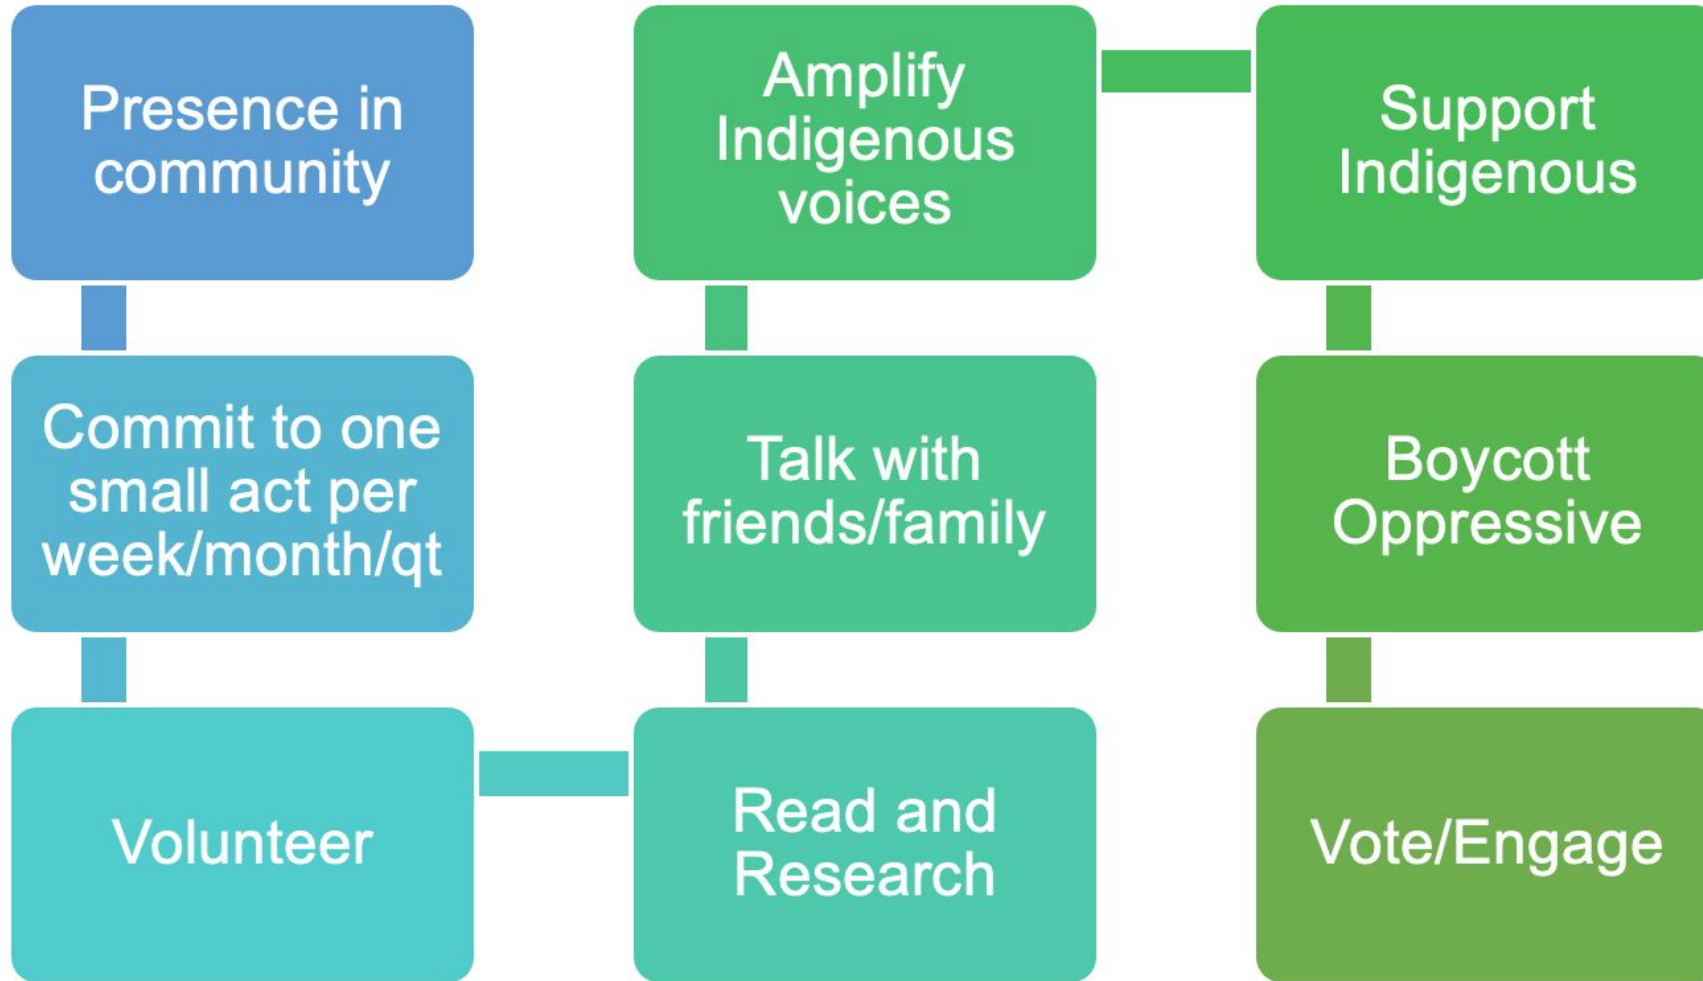 Presence in
community
Commit to one
small act per
week/month/qt
Volunteer
Read and
Research
Talk with
friends/family
Amplify
Indigenous
voices
Support
Indigenous
Boycott
Oppressive
Vote/Engage